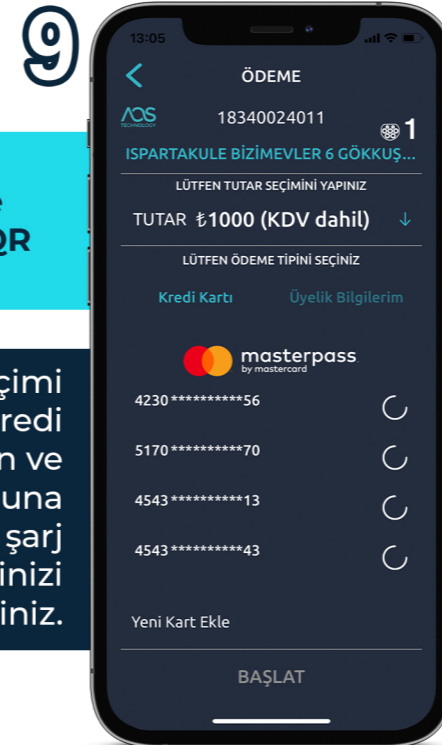 9
QR
13:05
ÖDEME
AOS
TECHNOLOGY
18340024011
1
ISPARTAKULE BİZİMEVLER 6 GÖKKUŞ...
LÜTFEN TUTAR SEÇİMİNİ YAPINIZ
TUTAR ₺1000 (KDV dahil)
LÜTFEN ÖDEME TİPİNİ SEÇİNİZ
Kredi Kartı Üyelik Bilgilerim
masterpass
by mastercard
4230**********56
5170**********70
4543**********13
4543**********43
Yeni Kart Ekle
BAŞLAT
çimi
redi
n ve
una
şarj
inizi
iniz.